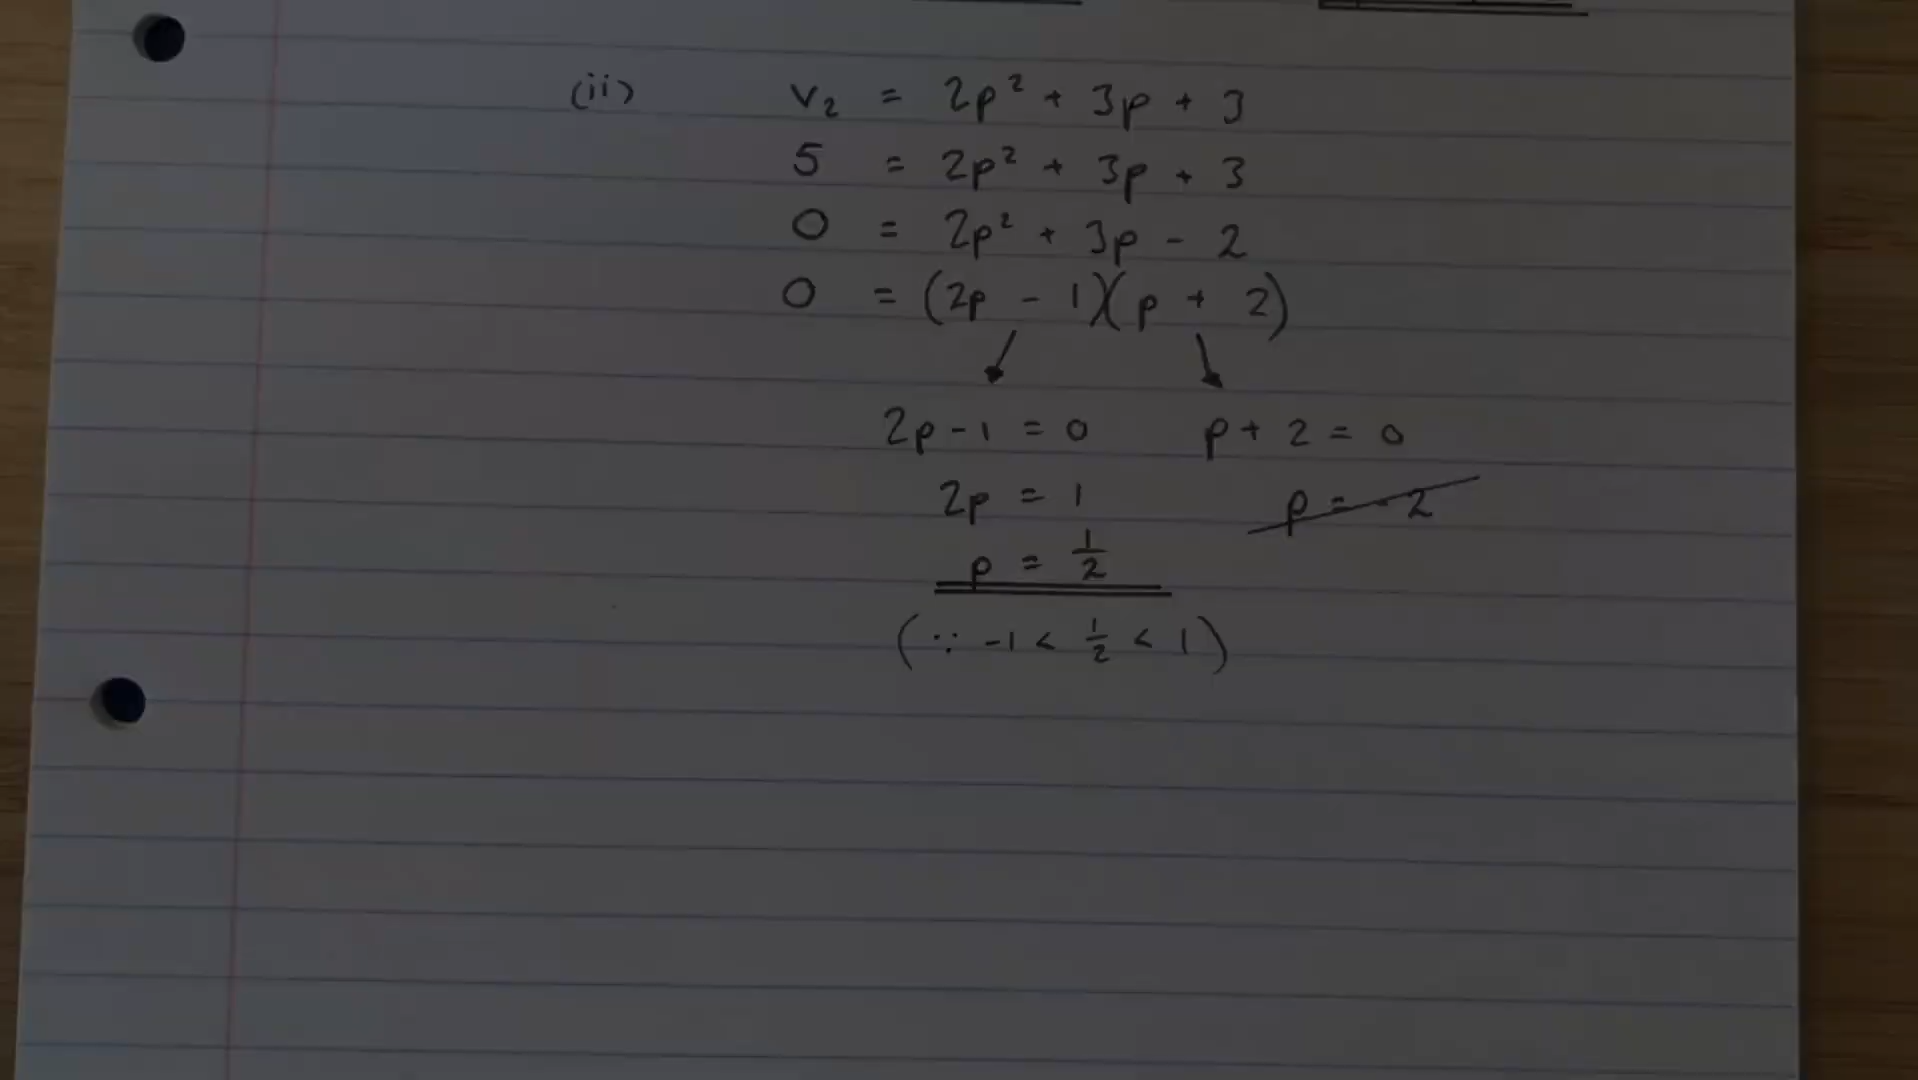 (ii) v₂ = 2p² + 3p + 3
5 = 2p² + 3p + 3
0 = 2p² + 3p - 2
0 = (2p - 1)(p + 2)
2p - 1 = 0 p + 2 = 0
2p = 1 p = -2
p = 1/2
(∵ -1 < 1/2 < 1)